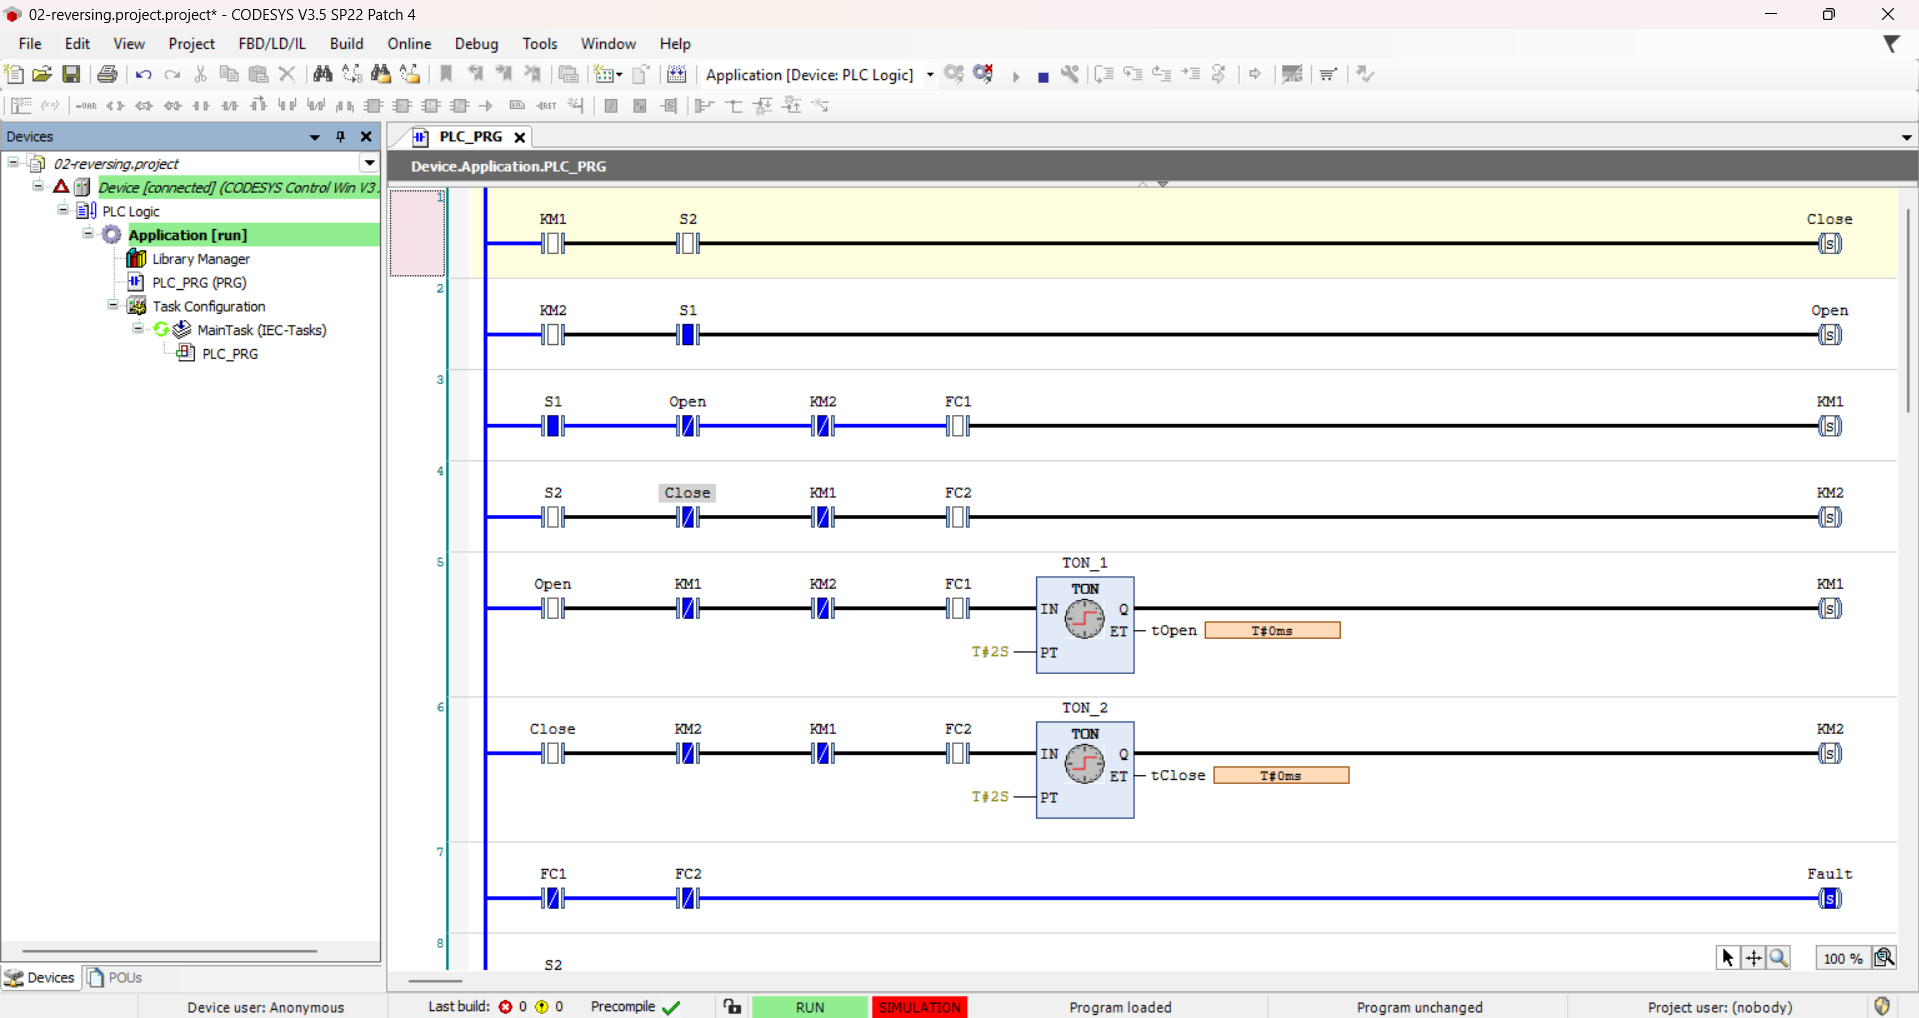 02-reversing.project.project* - CODESYS V3.5 SP22 Patch 4
File Edit View Project FBD/LD/IL Build Online Debug Tools Window Help
Application [Device: PLC Logic]
Devices
02-reversing.project
Device [connected] (CODESYS Control Win V3
PLC Logic
Application [run]
Library Manager
PLC_PRG (PRG)
Task Configuration
MainTask (IEC-Tasks)
PLC_PRG
Devices POUs
PLC_PRG
Device.Application.PLC_PRG
1
KM1 S2 Close
S
2
KM2 S1 Open
S
3
S1 Open KM2 FC1 KM1
S
4
S2 Close KM1 FC2 KM2
S
5
TON_1
Open KM1 KM2 FC1 TON KM1
IN Q S
ET tOpen T#0ms
T#2S PT
6
TON_2
Close KM2 KM1 FC2 TON KM2
IN Q S
ET tClose T#0ms
T#2S PT
7
FC1 FC2 Fault
S
8
S2
100 %
Device user: Anonymous Last build: 0 0 Precompile RUN SIMULATION Program loaded Program unchanged Project user: (nobody)